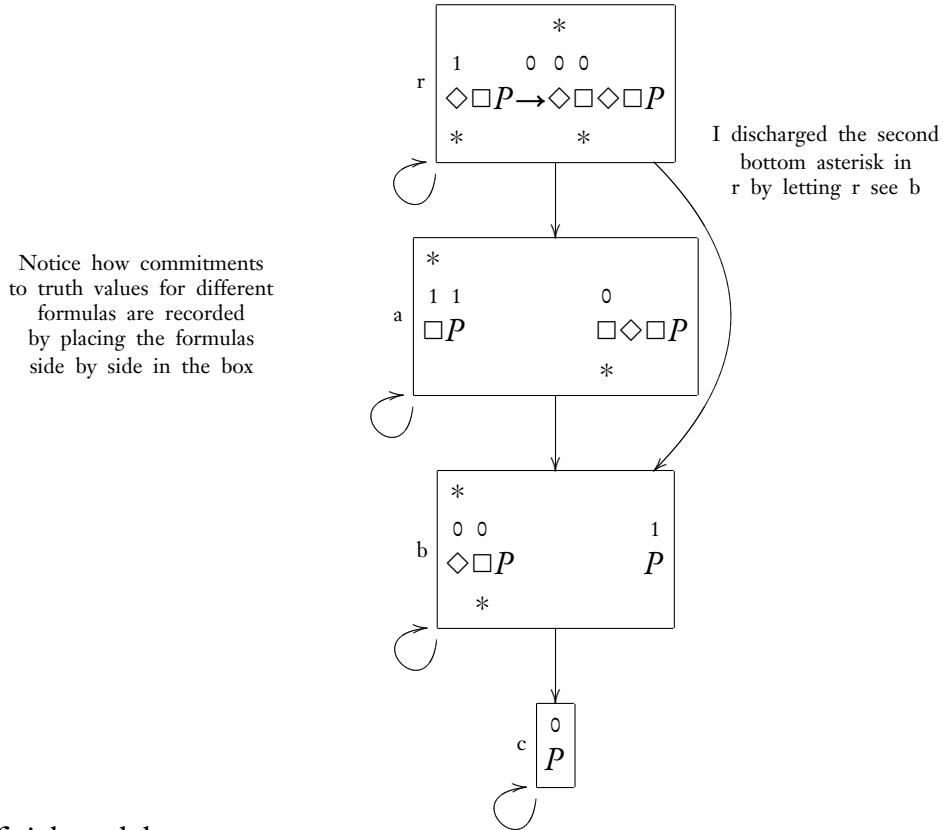 *
1 0 0 0
r
◇□P→◇□◇□P
* *
I discharged the second
bottom asterisk in
r by letting r see b
Notice how commitments
to truth values for different
formulas are recorded
by placing the formulas
side by side in the box
*
1 1 0
a
□P □◇□P
*
*
0 0 1
b
◇□P P
*
0
c
P